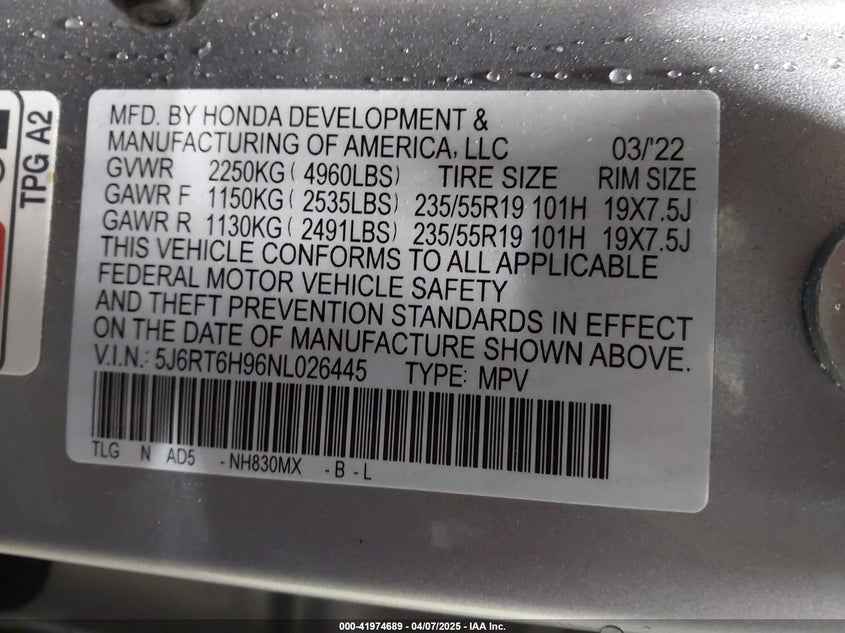 TPG A2
MFD. BY HONDA DEVELOPMENT &
MANUFACTURING OF AMERICA, LLC 03/'22
GVWR 2250KG ( 4960LBS) TIRE SIZE RIM SIZE
GAWR F 1150KG ( 2535LBS) 235/55R19 101H 19X7.5J
GAWR R 1130KG ( 2491LBS) 235/55R19 101H 19X7.5J
THIS VEHICLE CONFORMS TO ALL APPLICABLE
FEDERAL MOTOR VEHICLE SAFETY
AND THEFT PREVENTION STANDARDS IN EFFECT
ON THE DATE OF MANUFACTURE SHOWN ABOVE.
V.I.N.: 5J6RT6H96NL026445 TYPE: MPV
TLG N AD5 -NH830MX -B -L
000-41974689 - 04/07/2025 - IAA Inc.